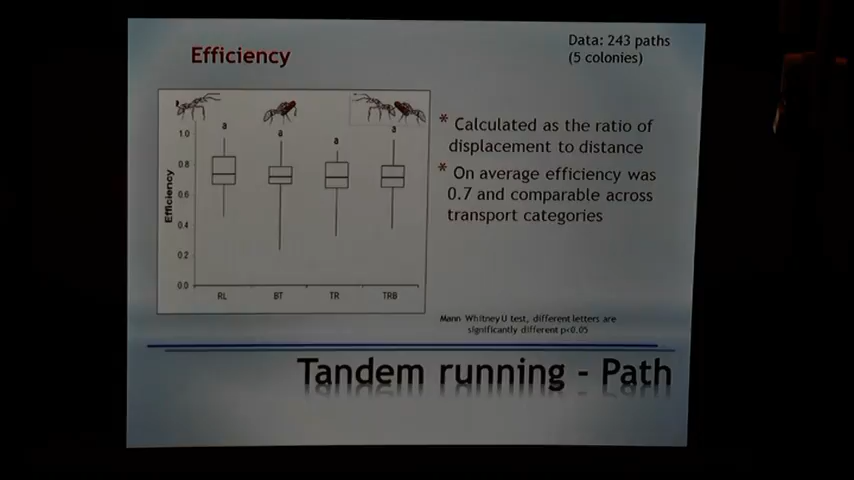 Efficiency
Data: 243 paths
(5 colonies)
a
a
a
a
1.0
0.8
0.6
0.4
0.2
0.0
Efficiency
RL
BT
TR
TRB
* Calculated as the ratio of
displacement to distance
* On average efficiency was
0.7 and comparable across
transport categories
Mann Whitney U test, different letters are
significantly different p<0.05
Tandem running - Path